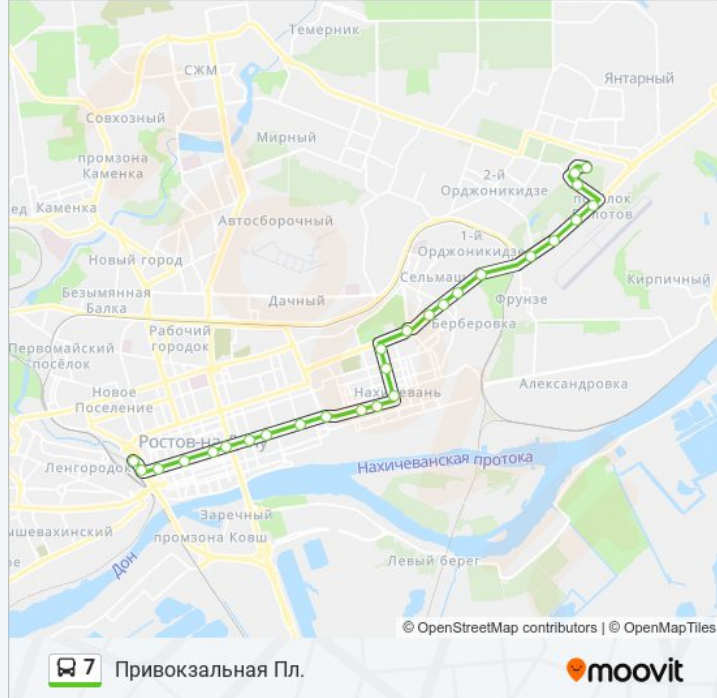 Темерник
СЖМ
Янтарный
Совхозный
Мирный
промзона
Каменка
2-й
Орджоникидзе
Каменка
Автосборочный
1-й
Орджоникидзе
Новый город
Сельмаш
Кирпичный
Безымянная
Балка
Дачный
Фрунзе
Рабочий
городок
Берберовка
Первомайский
посёлок
Новое
Поселение
Нахичевань
Александровка
Ростов-на-Дону
Ленгородок
Нахичеванская протока
Заречный
промзона Ковш
Левый берег
Дон
© OpenStreetMap contributors | © OpenMapTiles
7 Привокзальная Пл.
moovit